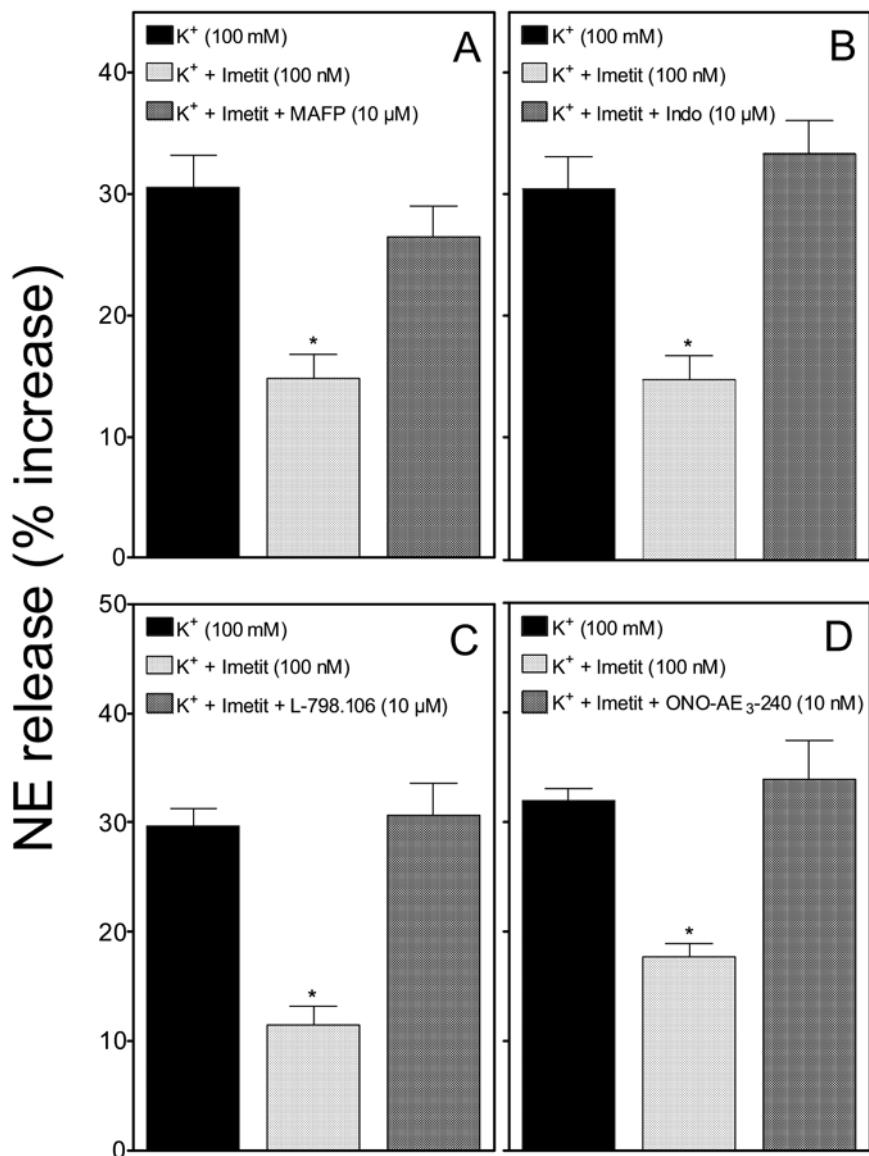 NE release (% increase)
A
K⁺ (100 mM)
K⁺ + Imetit (100 nM)
K⁺ + Imetit + MAFP (10 µM)
40
30
20
10
0
*
B
K⁺ (100 mM)
K⁺ + Imetit (100 nM)
K⁺ + Imetit + Indo (10 µM)
*
C
K⁺ (100 mM)
K⁺ + Imetit (100 nM)
K⁺ + Imetit + L-798.106 (10 µM)
50
40
30
20
10
0
*
D
K⁺ (100 mM)
K⁺ + Imetit (100 nM)
K⁺ + Imetit + ONO-AE₃-240 (10 nM)
*